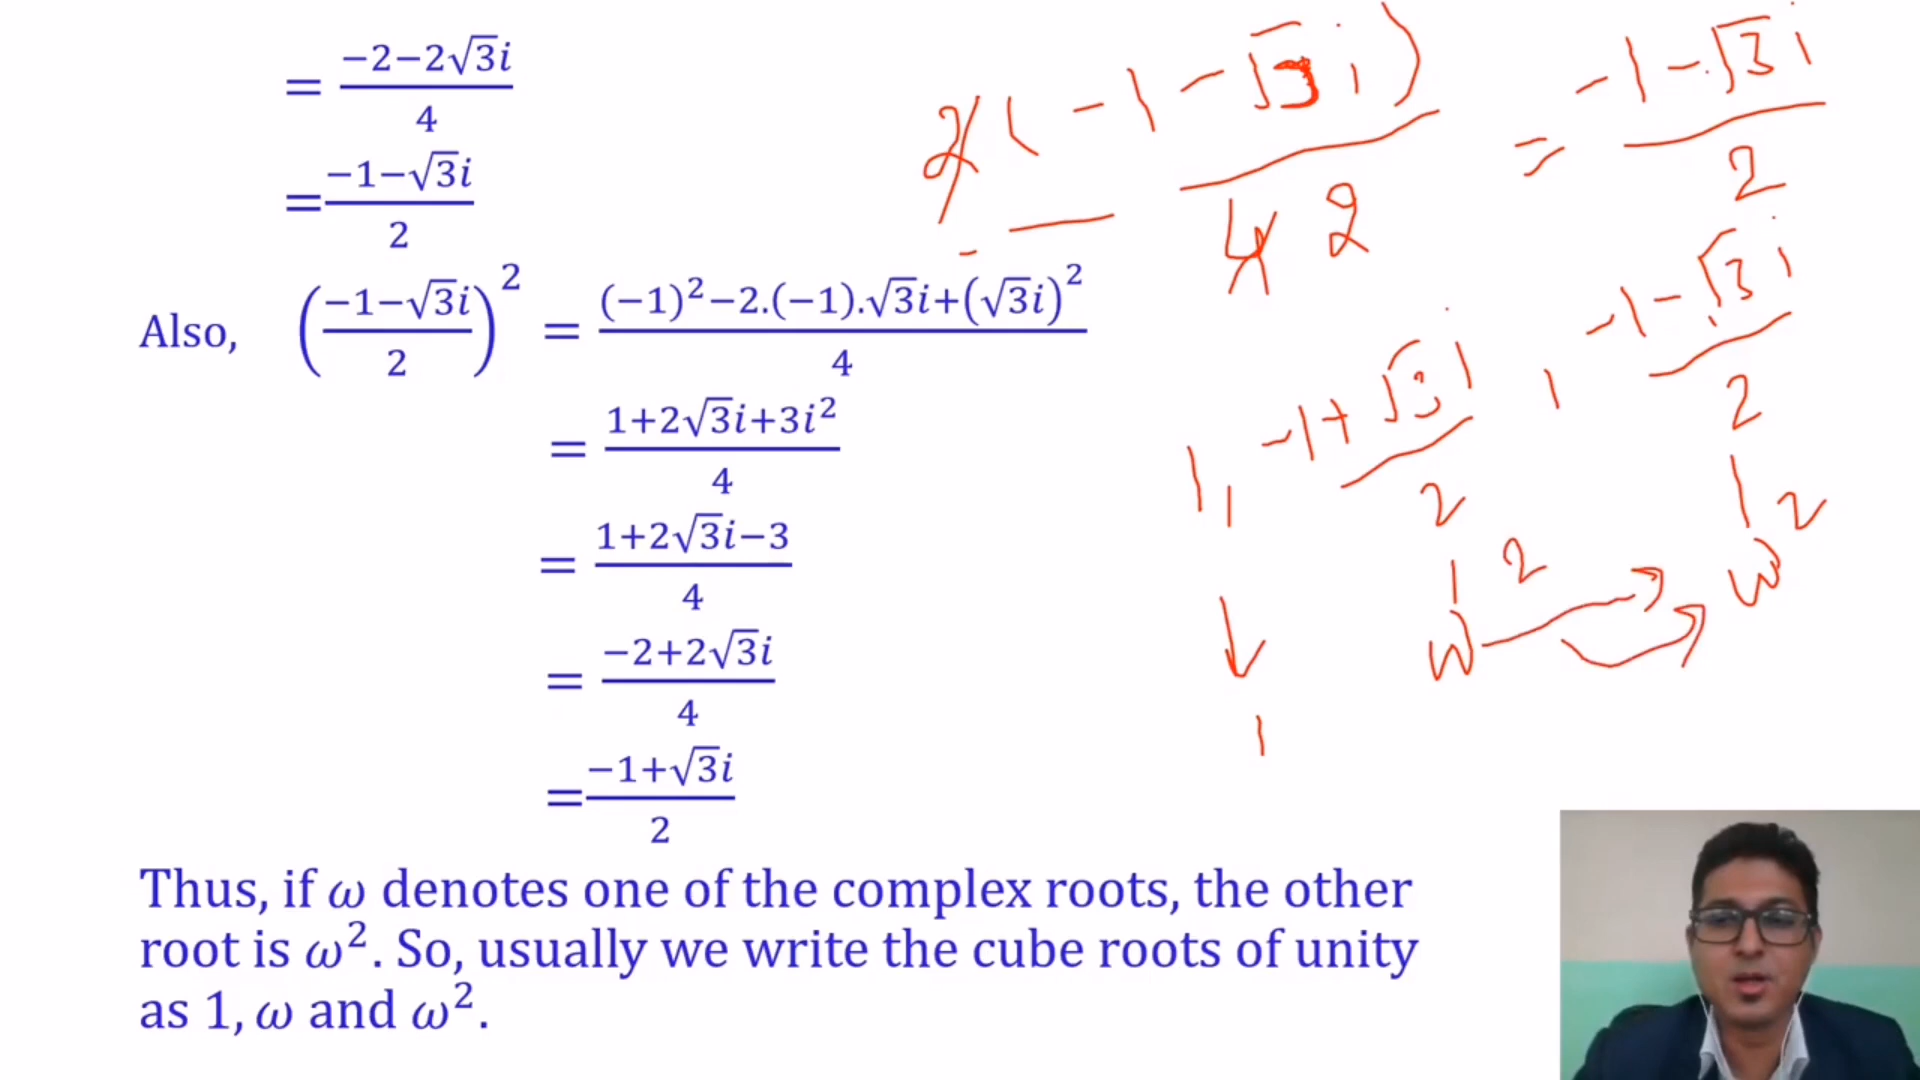 = (-2-2√3i)/4
= (-1-√3i)/2
Also, ((-1-√3i)/2)² = ((-1)²-2.(-1).√3i+(√3i)²)/4
= (1+2√3i+3i²)/4
= (1+2√3i-3)/4
= (-2+2√3i)/4
= (-1+√3i)/2
Thus, if ω denotes one of the complex roots, the other
root is ω². So, usually we write the cube roots of unity
as 1, ω and ω².
2(-1-√3i)/4 2 = (-1-√3i)/2
1, (-1+√3i)/2, (-1-√3i)/2
1 ω 2 → ω²